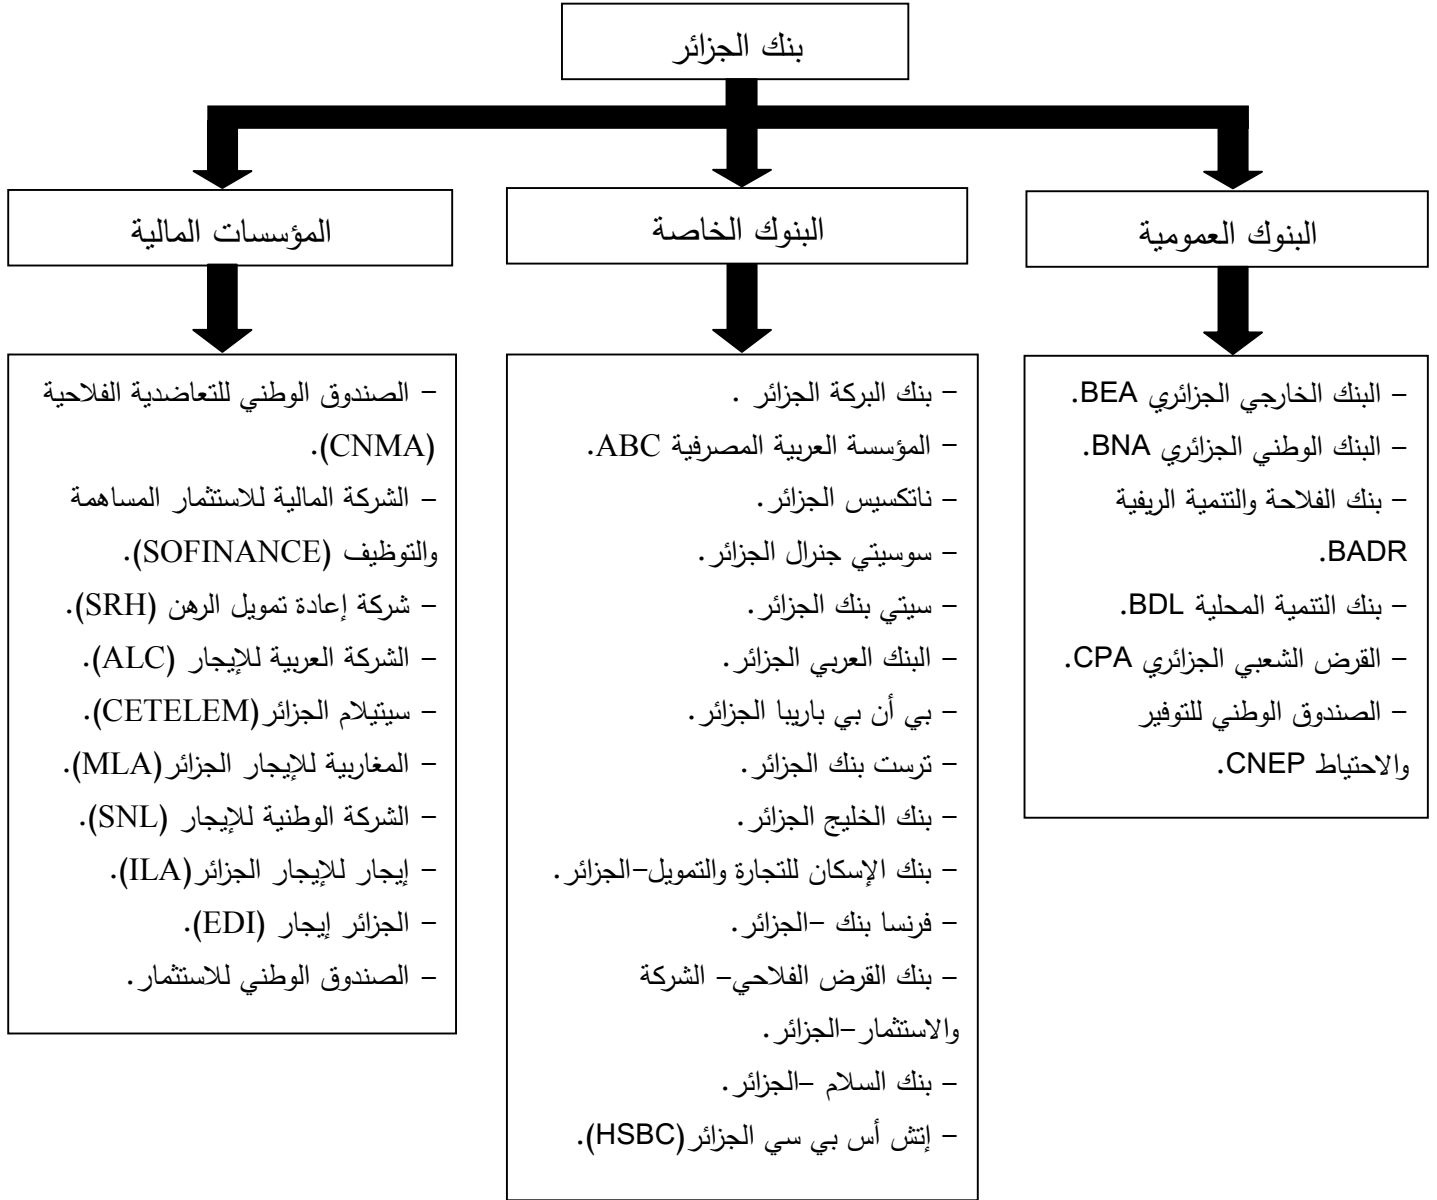 بنك الجزائر
البنوك العمومية
البنوك الخاصة
المؤسسات المالية
– البنك الخارجي الجزائري BEA.
– البنك الوطني الجزائري BNA.
– بنك الفلاحة والتنمية الريفية
BADR.
– بنك التنمية المحلية BDL.
– القرض الشعبي الجزائري CPA.
– الصندوق الوطني للتوفير
والاحتياط CNEP.
– بنك البركة الجزائر .
– المؤسسة العربية المصرفية ABC.
– ناتكسيس الجزائر.
– سوسيتي جنرال الجزائر.
– سيتي بنك الجزائر.
– البنك العربي الجزائر.
– بي أن بي باريبا الجزائر.
– ترست بنك الجزائر.
– بنك الخليج الجزائر.
– بنك الإسكان للتجارة والتمويل–الجزائر.
– فرنسا بنك –الجزائر.
– بنك القرض الفلاحي– الشركة
والاستثمار–الجزائر.
– بنك السلام –الجزائر.
– إتش أس بي سي الجزائر(HSBC).
– الصندوق الوطني للتعاضدية الفلاحية
(CNMA).
– الشركة المالية للاستثمار المساهمة
والتوظيف (SOFINANCE).
– شركة إعادة تمويل الرهن (SRH).
– الشركة العربية للإيجار (ALC).
– سيتيلام الجزائر(CETELEM).
– المغاربية للإيجار الجزائر(MLA).
– الشركة الوطنية للإيجار (SNL).
– إيجار للإيجار الجزائر(ILA).
– الجزائر إيجار (EDI).
– الصندوق الوطني للاستثمار.